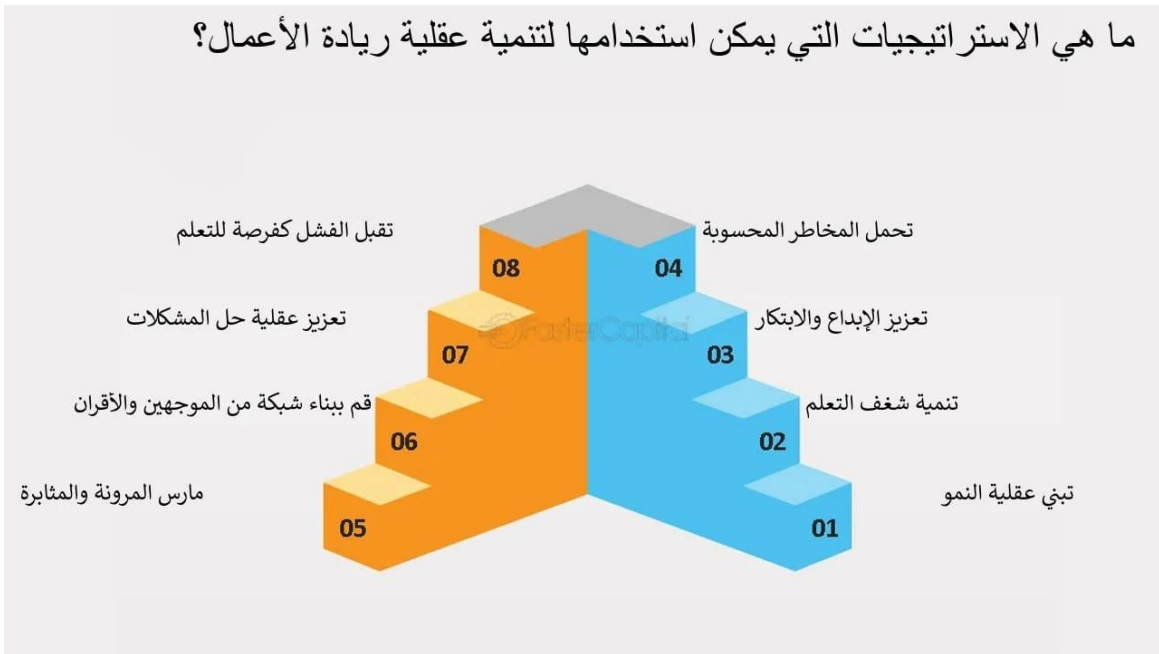 ما هي الاستراتيجيات التي يمكن استخدامها لتنمية عقلية ريادة الأعمال؟
تحمل المخاطر المحسوبة
04
08
تقبل الفشل كفرصة للتعلم
تعزيز الإبداع والابتكار
FasterCapital
تعزيز عقلية حل المشكلات
03
07
تنمية شغف التعلم
قم ببناء شبكة من الموجهين والأقران
02
06
تبني عقلية النمو
مارس المرونة والمثابرة
01
05